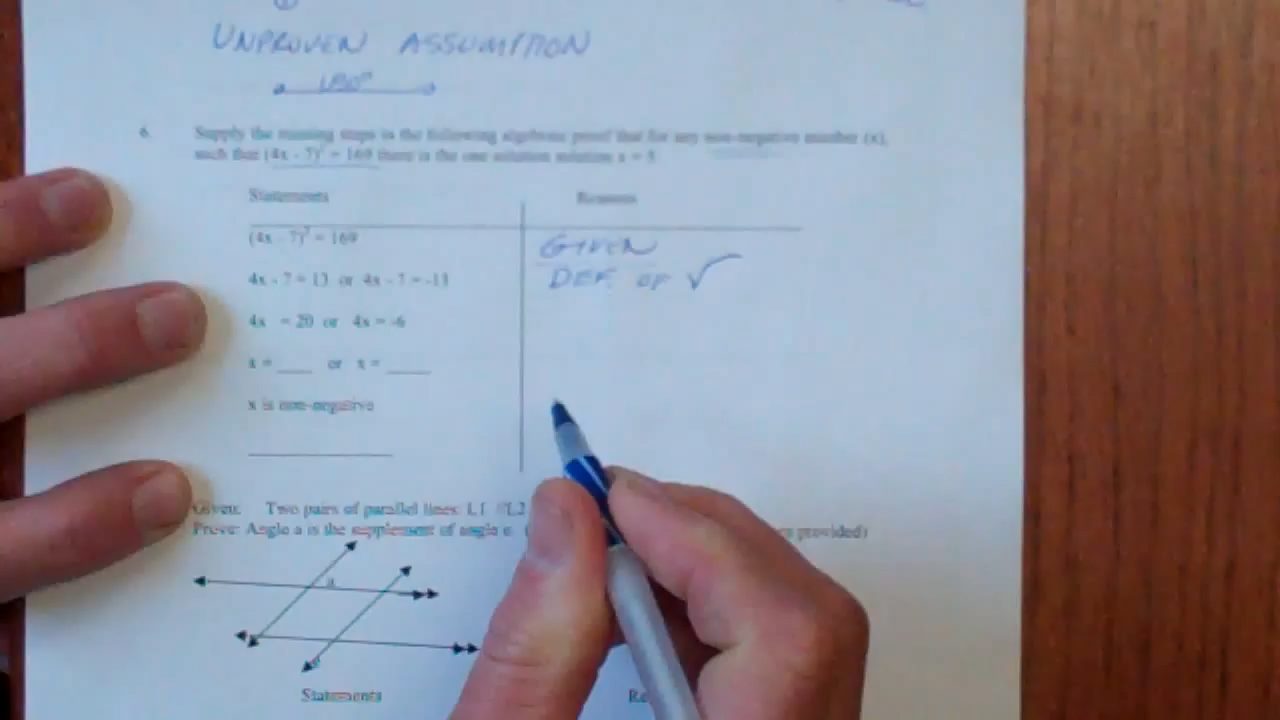 UNPROVEN ASSUMPTION
180°
6. Supply the missing steps in the following algebraic proof that for any non-negative number (x),
such that (4x - 7)² = 169 there is the one solution solution x = 5
Statements Reasons
(4x - 7)² = 169 GIVEN
4x - 7 = 13 or 4x - 7 = -13 DEF. OF √
4x = 20 or 4x = -6
x = ____ or x = ____
x is non-negative
Given: Two pairs of parallel lines: L1 //L2
Prove: Angle a is the supplement of angle e. provided)
a
Statements